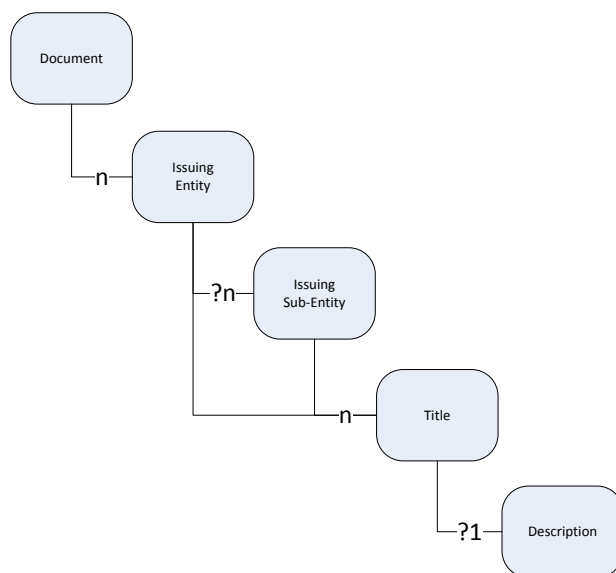 Document
n
Issuing
Entity
?n
Issuing
Sub-Entity
n
Title
?1
Description